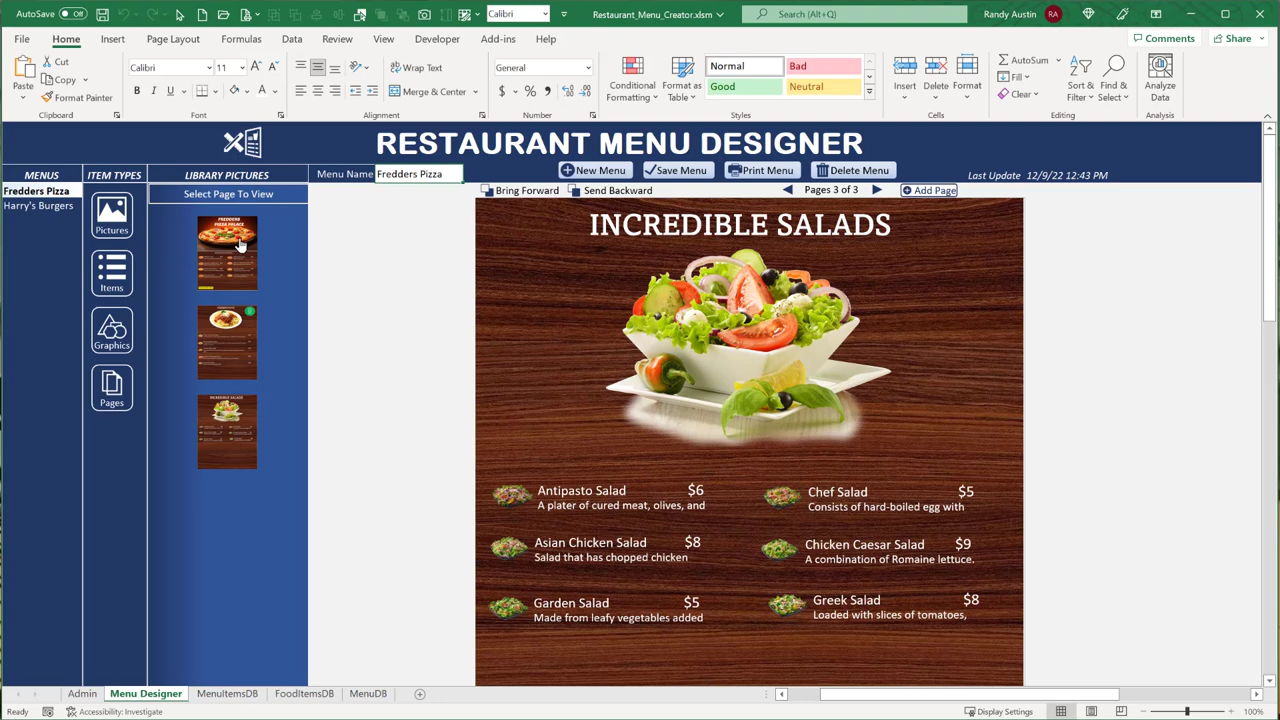 AutoSave Off
Calibri
Restaurant_Menu_Creator.xlsm
Search (Alt+Q)
Randy Austin RA
File Home Insert Page Layout Formulas Data Review View Developer Add-ins Help
Comments Share
Paste
Cut
Copy
Format Painter
Calibri 11
B I U
Wrap Text
Merge & Center
General
$ % ,
Conditional Formatting
Format as Table
Normal Bad
Good Neutral
Insert Delete Format
AutoSum
Fill
Clear
Sort & Filter
Find & Select
Analyze Data
Clipboard Font Alignment Number Styles Cells Editing Analysis
RESTAURANT MENU DESIGNER
MENUS ITEM TYPES LIBRARY PICTURES Menu Name Fredders Pizza New Menu Save Menu Print Menu Delete Menu Last Update 12/9/22 12:43 PM
Fredders Pizza
Harry's Burgers
Pictures
Items
Graphics
Pages
Select Page To View
FREDDERS
PIZZA PALACE
INCREDIBLE SALADS
Bring Forward Send Backward Pages 3 of 3 Add Page
INCREDIBLE SALADS
Antipasto Salad $6
A plater of cured meat, olives, and
Chef Salad $5
Consists of hard-boiled egg with
Asian Chicken Salad $8
Salad that has chopped chicken
Chicken Caesar Salad $9
A combination of Romaine lettuce.
Garden Salad $5
Made from leafy vegetables added
Greek Salad $8
Loaded with slices of tomatoes,
Admin Menu Designer MenuItemsDB FoodItemsDB MenuDB
Ready Accessibility: Investigate Display Settings 100%